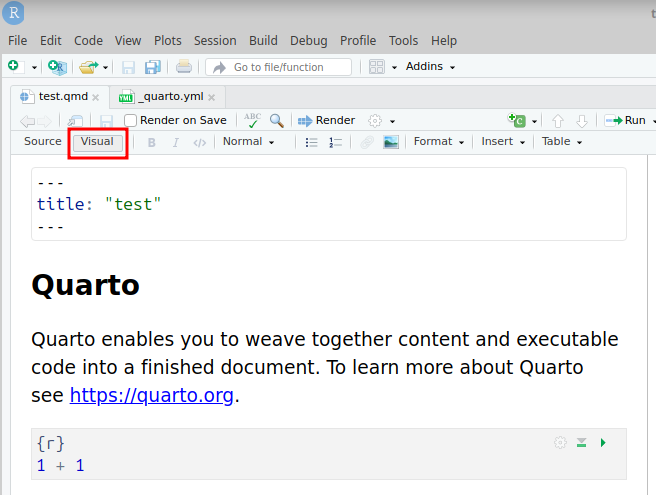 R
t
File Edit Code View Plots Session Build Debug Profile Tools Help
R Go to file/function Addins
test.qmd × YML _quarto.yml ×
Render on Save ABC Render C Run
Source Visual B I </> Normal Format Insert Table
---
title: "test"
---
Quarto
Quarto enables you to weave together content and executable
code into a finished document. To learn more about Quarto
see https://quarto.org.
{r}
1 + 1